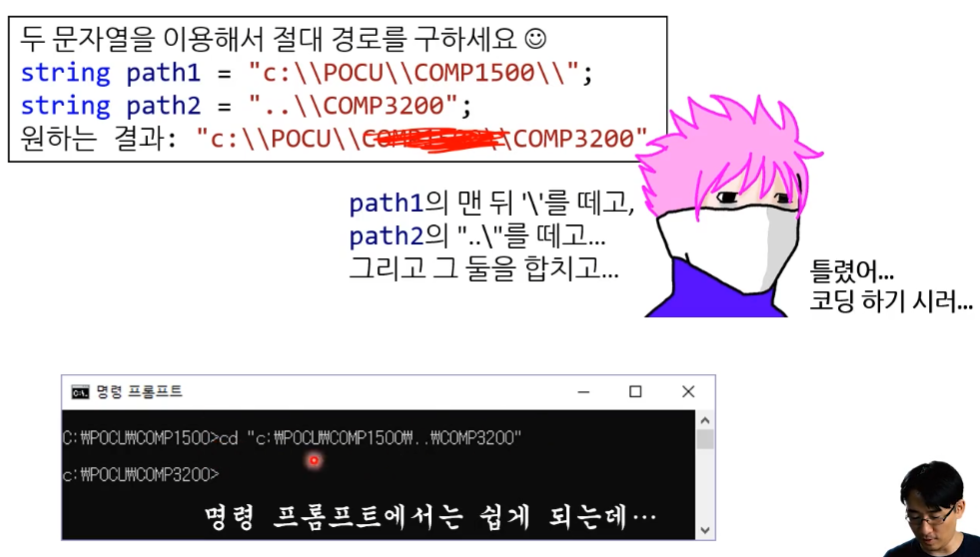 두 문자열을 이용해서 절대 경로를 구하세요 ☺
string path1 = "c:\\POCU\\COMP1500\\";
string path2 = "..\\COMP3200";
원하는 결과: "c:\\POCU\\COMP3200"
path1의 맨 뒤 '\'를 떼고,
path2의 "..\"를 떼고...
그리고 그 둘을 합치고...
틀렸어...
코딩 하기 시러...
명령 프롬프트
C:₩POCU₩COMP1500>cd "c:₩POCU₩COMP1500₩..₩COMP3200"
c:₩POCU₩COMP3200>
명령 프롬프트에서는 쉽게 되는데…